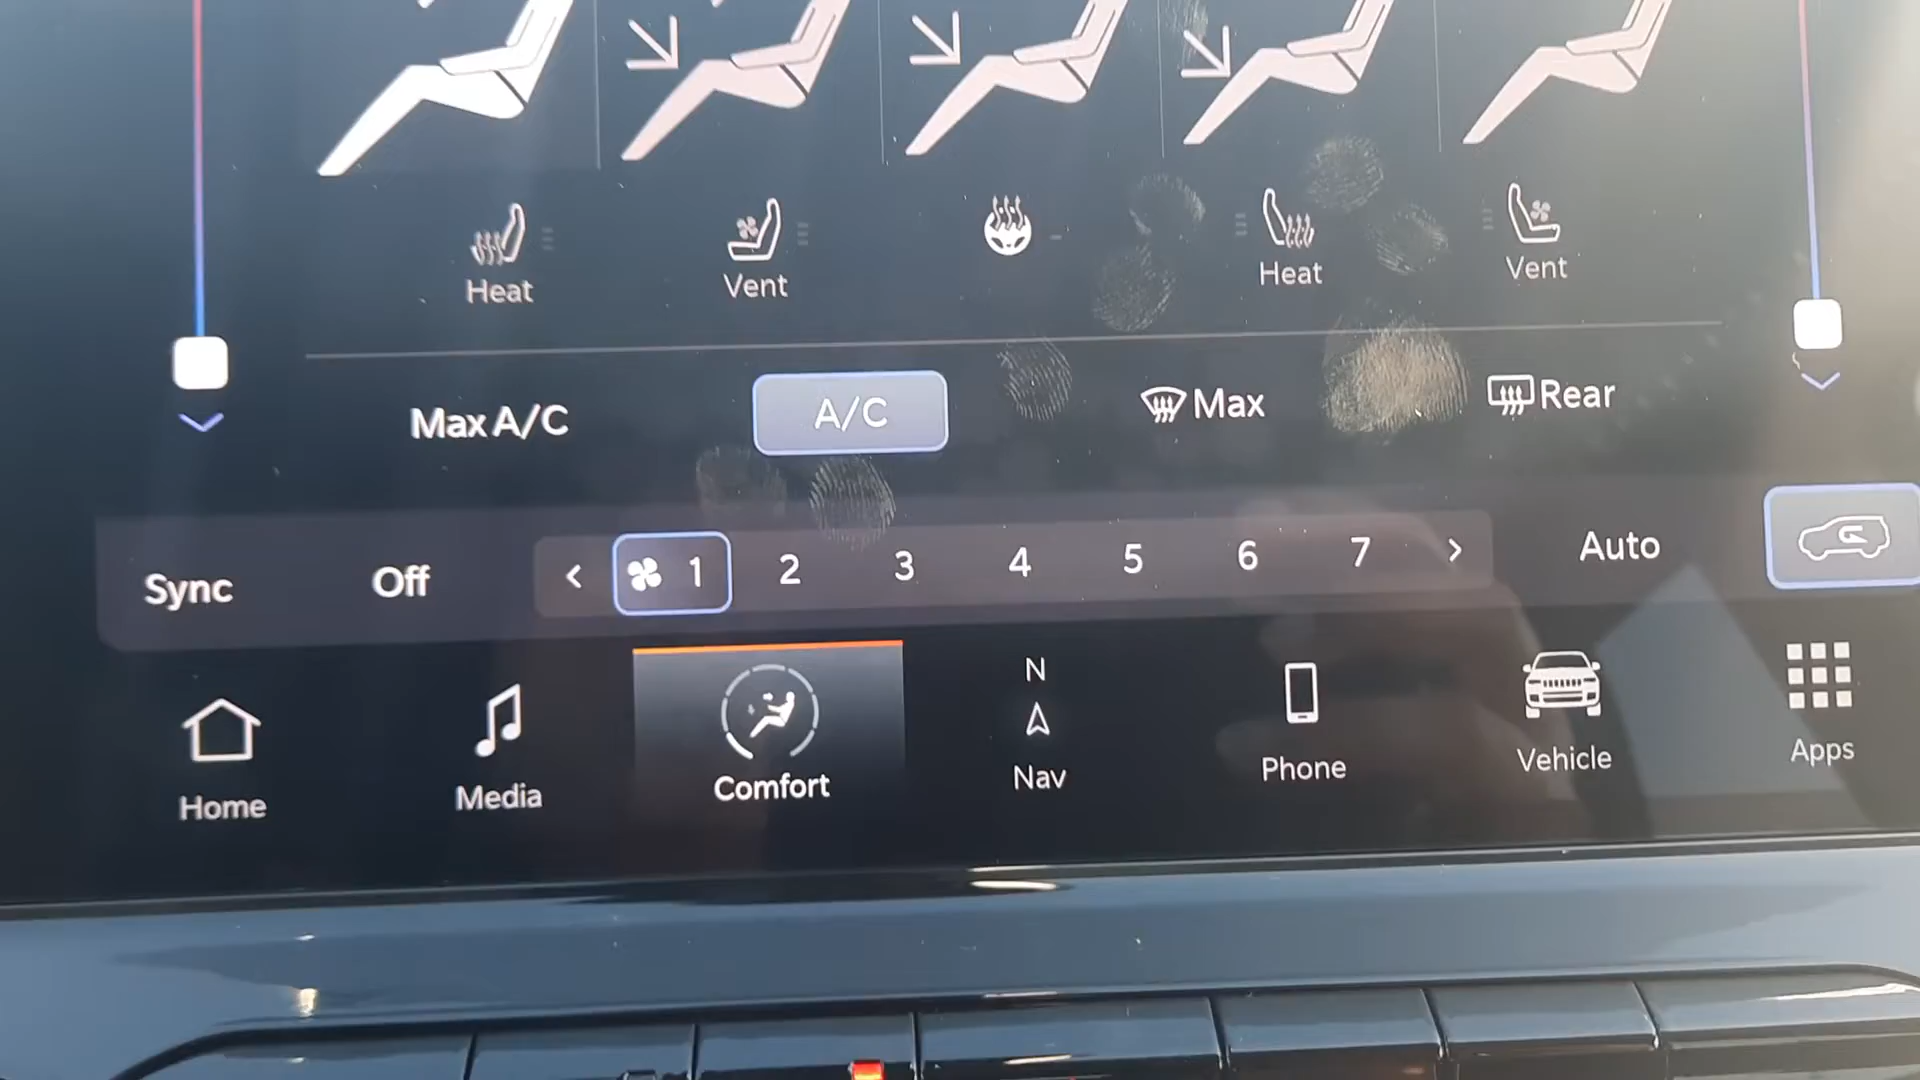 Heat
Vent
Heat
Vent
Max A/C
A/C
Max
Rear
Sync
Off
< 1 2 3 4 5 6 7 >
Auto
N
Home
Media
Comfort
Nav
Phone
Vehicle
Apps